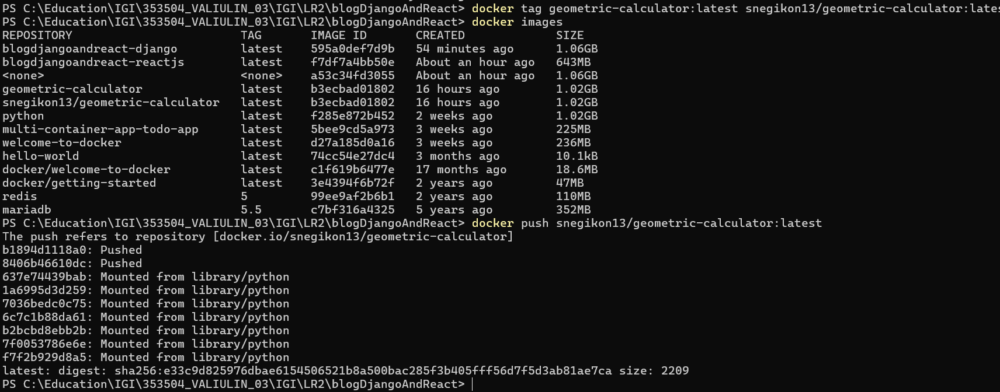 PS C:\Education\IGI\353504_VALIULIN_03\IGI\LR2\blogDjangoAndReact> docker tag geometric-calculator:latest snegikon13/geometric-calculator:lates
PS C:\Education\IGI\353504_VALIULIN_03\IGI\LR2\blogDjangoAndReact> docker images
REPOSITORY TAG IMAGE ID CREATED SIZE
blogdjangoandreact-django latest 595a0def7d9b 54 minutes ago 1.06GB
blogdjangoandreact-reactjs latest f7df7a4bb50e About an hour ago 643MB
<none> <none> a53c34fd3055 About an hour ago 1.06GB
geometric-calculator latest b3ecbad01802 16 hours ago 1.02GB
snegikon13/geometric-calculator latest b3ecbad01802 16 hours ago 1.02GB
python latest f285e872b452 2 weeks ago 1.02GB
multi-container-app-todo-app latest 5bee9cd5a973 3 weeks ago 225MB
welcome-to-docker latest d27a185d0a16 3 weeks ago 236MB
hello-world latest 74cc54e27dc4 3 months ago 10.1kB
docker/welcome-to-docker latest c1f619b6477e 17 months ago 18.6MB
docker/getting-started latest 3e4394f6b72f 2 years ago 47MB
redis 5 99ee9af2b6b1 2 years ago 110MB
mariadb 5.5 c7bf316a4325 5 years ago 352MB
PS C:\Education\IGI\353504_VALIULIN_03\IGI\LR2\blogDjangoAndReact> docker push snegikon13/geometric-calculator:latest
The push refers to repository [docker.io/snegikon13/geometric-calculator]
b1894d1118a0: Pushed
8406b46610dc: Pushed
637e74439bab: Mounted from library/python
1a6995d3d259: Mounted from library/python
7036bedc0c75: Mounted from library/python
6c7c1b88da61: Mounted from library/python
b2bcbd8ebb2b: Mounted from library/python
7f0053786e6e: Mounted from library/python
f7f2b929d8a5: Mounted from library/python
latest: digest: sha256:e33c9d825976dbae6154506521b8a500bac285f3b405fff56d7f5d3ab81ae7ca size: 2209
PS C:\Education\IGI\353504_VALIULIN_03\IGI\LR2\blogDjangoAndReact>